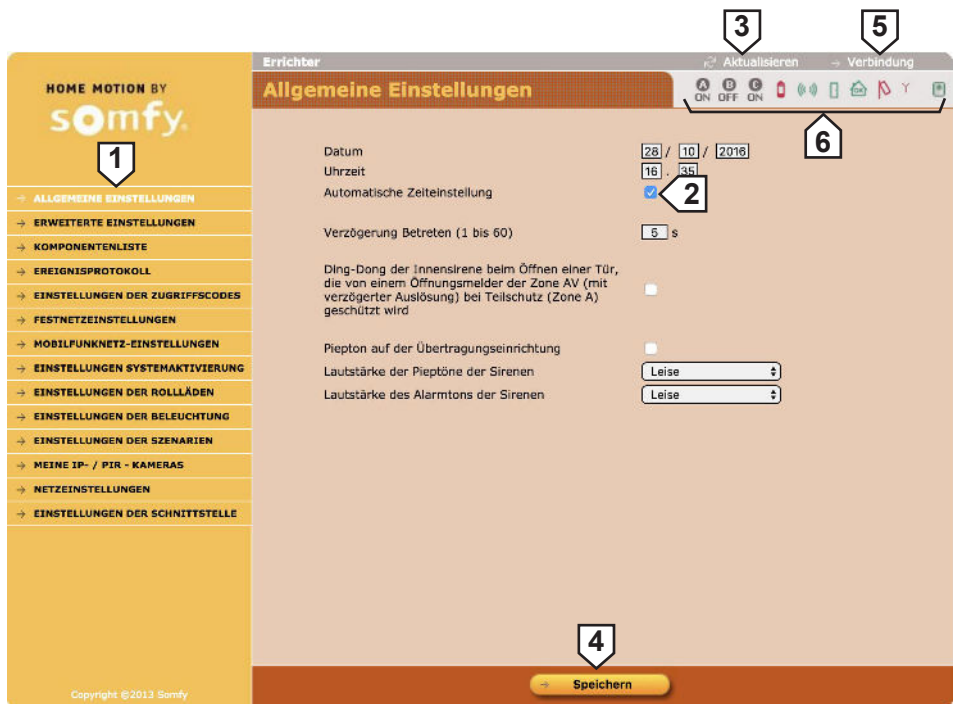 3
5
Errichter
Aktualisieren
Verbindung
HOME MOTION BY
somfy.
Allgemeine Einstellungen
A B C
ON OFF ON
OK
6
1
Datum 28 / 10 / 2016
Uhrzeit 16 . 35
Automatische Zeiteinstellung
2
Verzögerung Betreten (1 bis 60) 5 s
Ding-Dong der Innensirene beim Öffnen einer Tür,
die von einem Öffnungsmelder der Zone AV (mit
verzögerter Auslösung) bei Teilschutz (Zone A)
geschützt wird
Piepton auf der Übertragungseinrichtung
Lautstärke der Pieptöne der Sirenen Leise
Lautstärke des Alarmtons der Sirenen Leise
ALLGEMEINE EINSTELLUNGEN
ERWEITERTE EINSTELLUNGEN
KOMPONENTENLISTE
EREIGNISPROTOKOLL
EINSTELLUNGEN DER ZUGRIFFSCODES
FESTNETZEINSTELLUNGEN
MOBILFUNKNETZ-EINSTELLUNGEN
EINSTELLUNGEN SYSTEMAKTIVIERUNG
EINSTELLUNGEN DER ROLLLÄDEN
EINSTELLUNGEN DER BELEUCHTUNG
EINSTELLUNGEN DER SZENARIEN
MEINE IP- / PIR - KAMERAS
NETZEINSTELLUNGEN
EINSTELLUNGEN DER SCHNITTSTELLE
4
Speichern
Copyright ©2013 Somfy